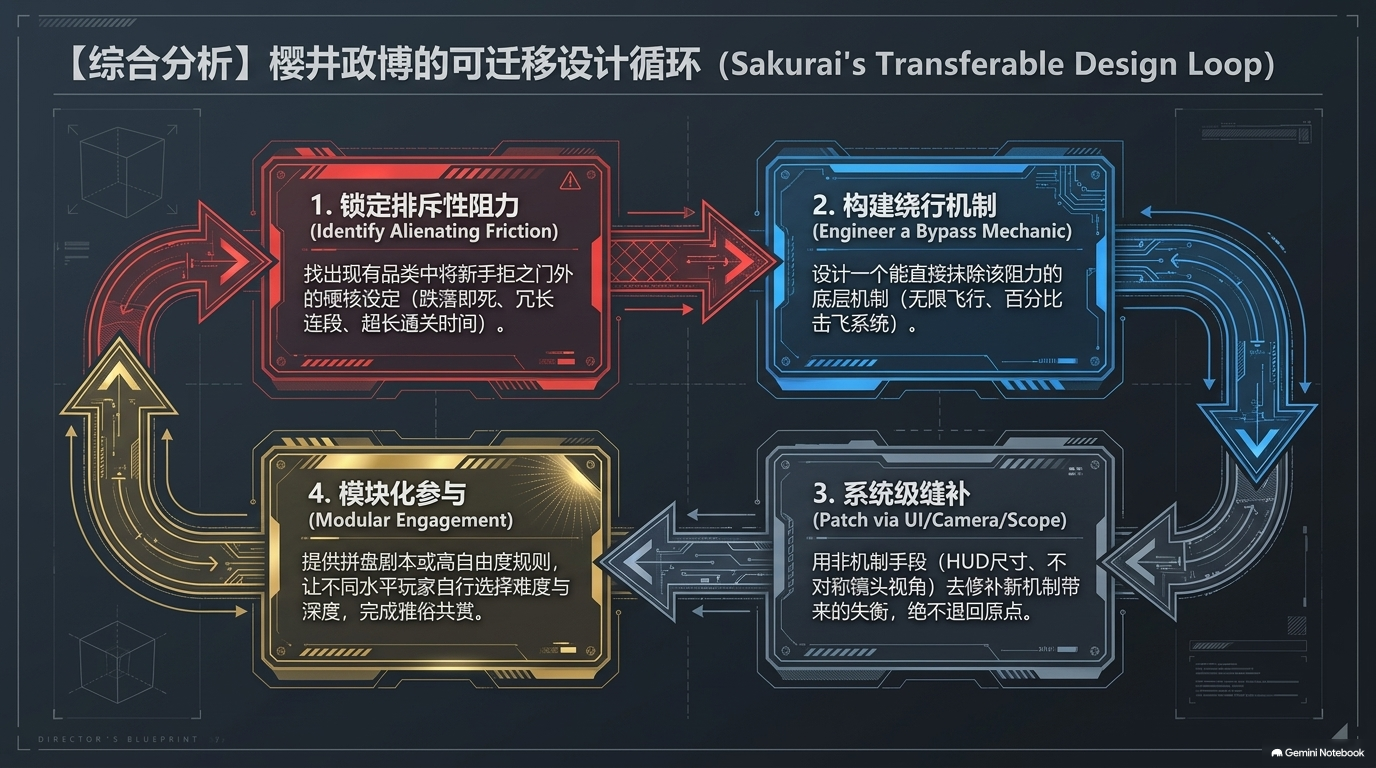 【综合分析】樱井政博的可迁移设计循环（Sakurai's Transferable Design Loop）
1. 锁定排斥性阻力
(Identify Alienating Friction)
找出现有品类中将新手拒之门外
的硬核设定（跌落即死、冗长
连段、超长通关时间）。
2. 构建绕行机制
(Engineer a Bypass Mechanic)
设计一个能直接抹除该阻力的
底层机制（无限飞行、百分比
击飞系统）。
4. 模块化参与
(Modular Engagement)
提供拼盘剧本或高自由度规则，
让不同水平玩家自行选择难度与
深度，完成雅俗共赏。
3. 系统级缝补
(Patch via UI/Camera/Scope)
用非机制手段（HUD尺寸、不
对称镜头视角）去修补新机制带
来的失衡，绝不退回原点。
DIRECTOR'S BLUEPRINT
Gemini Notebook